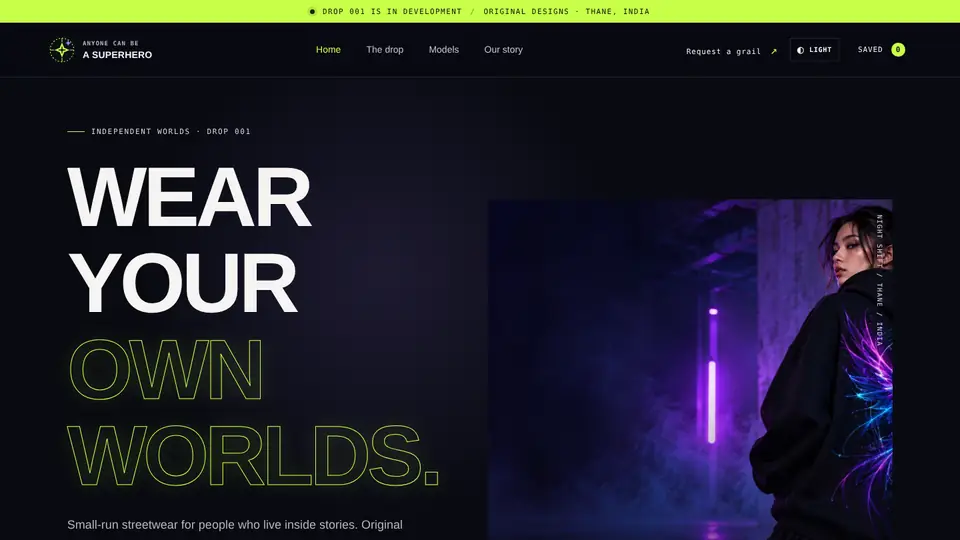 DROP 001 IS IN DEVELOPMENT / ORIGINAL DESIGNS · THANE, INDIA
ANYONE CAN BE
A SUPERHERO
Home The drop Models Our story
Request a grail ↗ LIGHT SAVED 0
INDEPENDENT WORLDS · DROP 001
WEAR
YOUR
OWN
WORLDS.
Small-run streetwear for people who live inside stories. Original
NIGHT SHIFT / THANE / INDIA